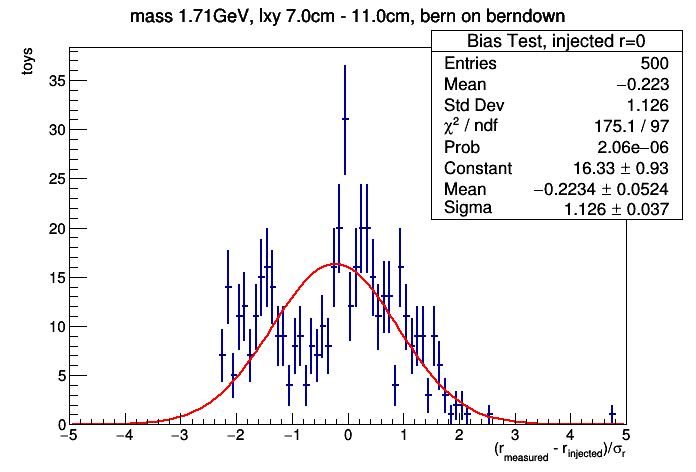 mass 1.71GeV, lxy 7.0cm - 11.0cm, bern on berndown
Bias Test, injected r=0
Entries 500
Mean −0.223
Std Dev 1.126
χ² / ndf 175.1 / 97
Prob 2.06e−06
Constant 16.33 ± 0.93
Mean −0.2234 ± 0.0524
Sigma 1.126 ± 0.037
toys
35
30
25
20
15
10
5
0
−5 −4 −3 −2 −1 0 1 2 3 4 5
(r_measured - r_injected)/σ_r